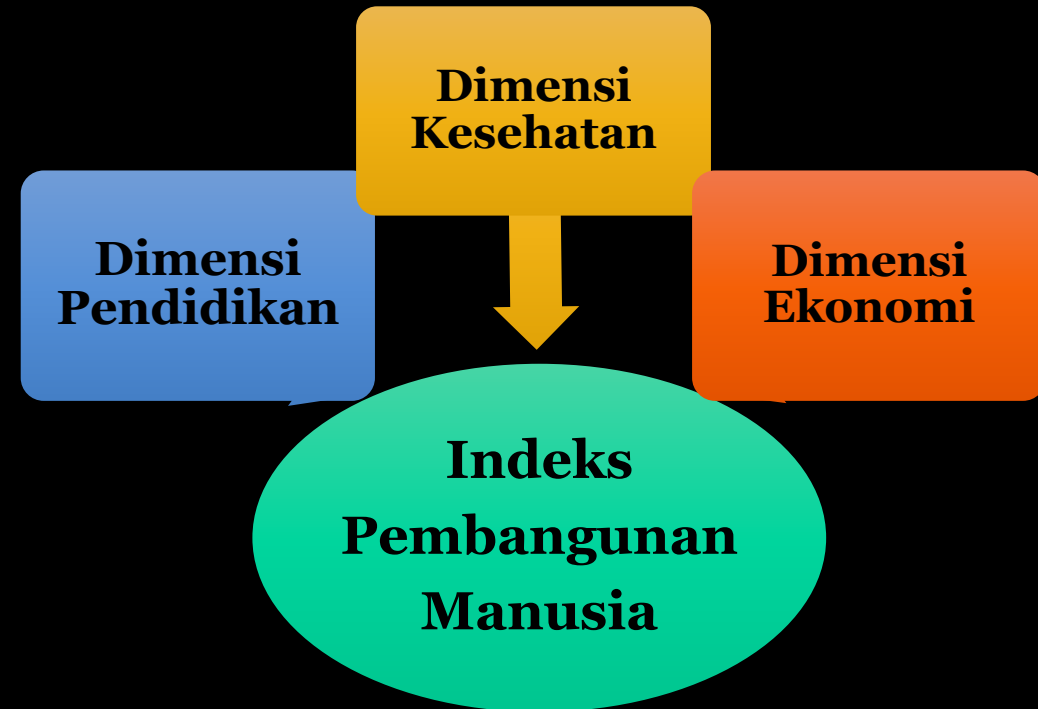 Dimensi
Kesehatan
Dimensi
Pendidikan
Dimensi
Ekonomi
Indeks
Pembangunan
Manusia